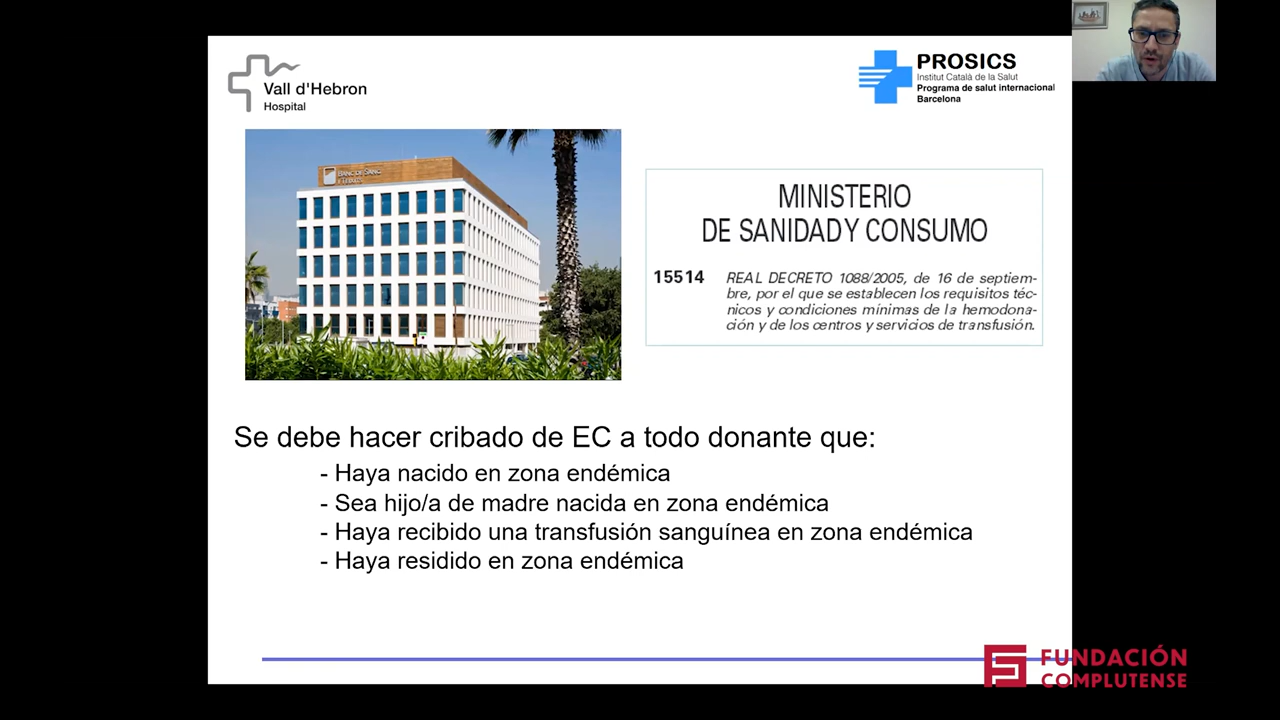 Vall d'Hebron
Hospital
PROSICS
Institut Català de la Salut
Programa de salut internacional
Barcelona
BANC DE SANG
I TEIXITS
MINISTERIO
DE SANIDAD Y CONSUMO
15514 REAL DECRETO 1088/2005, de 16 de septiem-
bre, por el que se establecen los requisitos téc-
nicos y condiciones mínimas de la hemodona-
ción y de los centros y servicios de transfusión.
Se debe hacer cribado de EC a todo donante que:
- Haya nacido en zona endémica
- Sea hijo/a de madre nacida en zona endémica
- Haya recibido una transfusión sanguínea en zona endémica
- Haya residido en zona endémica
FUNDACIÓN
COMPLUTENSE